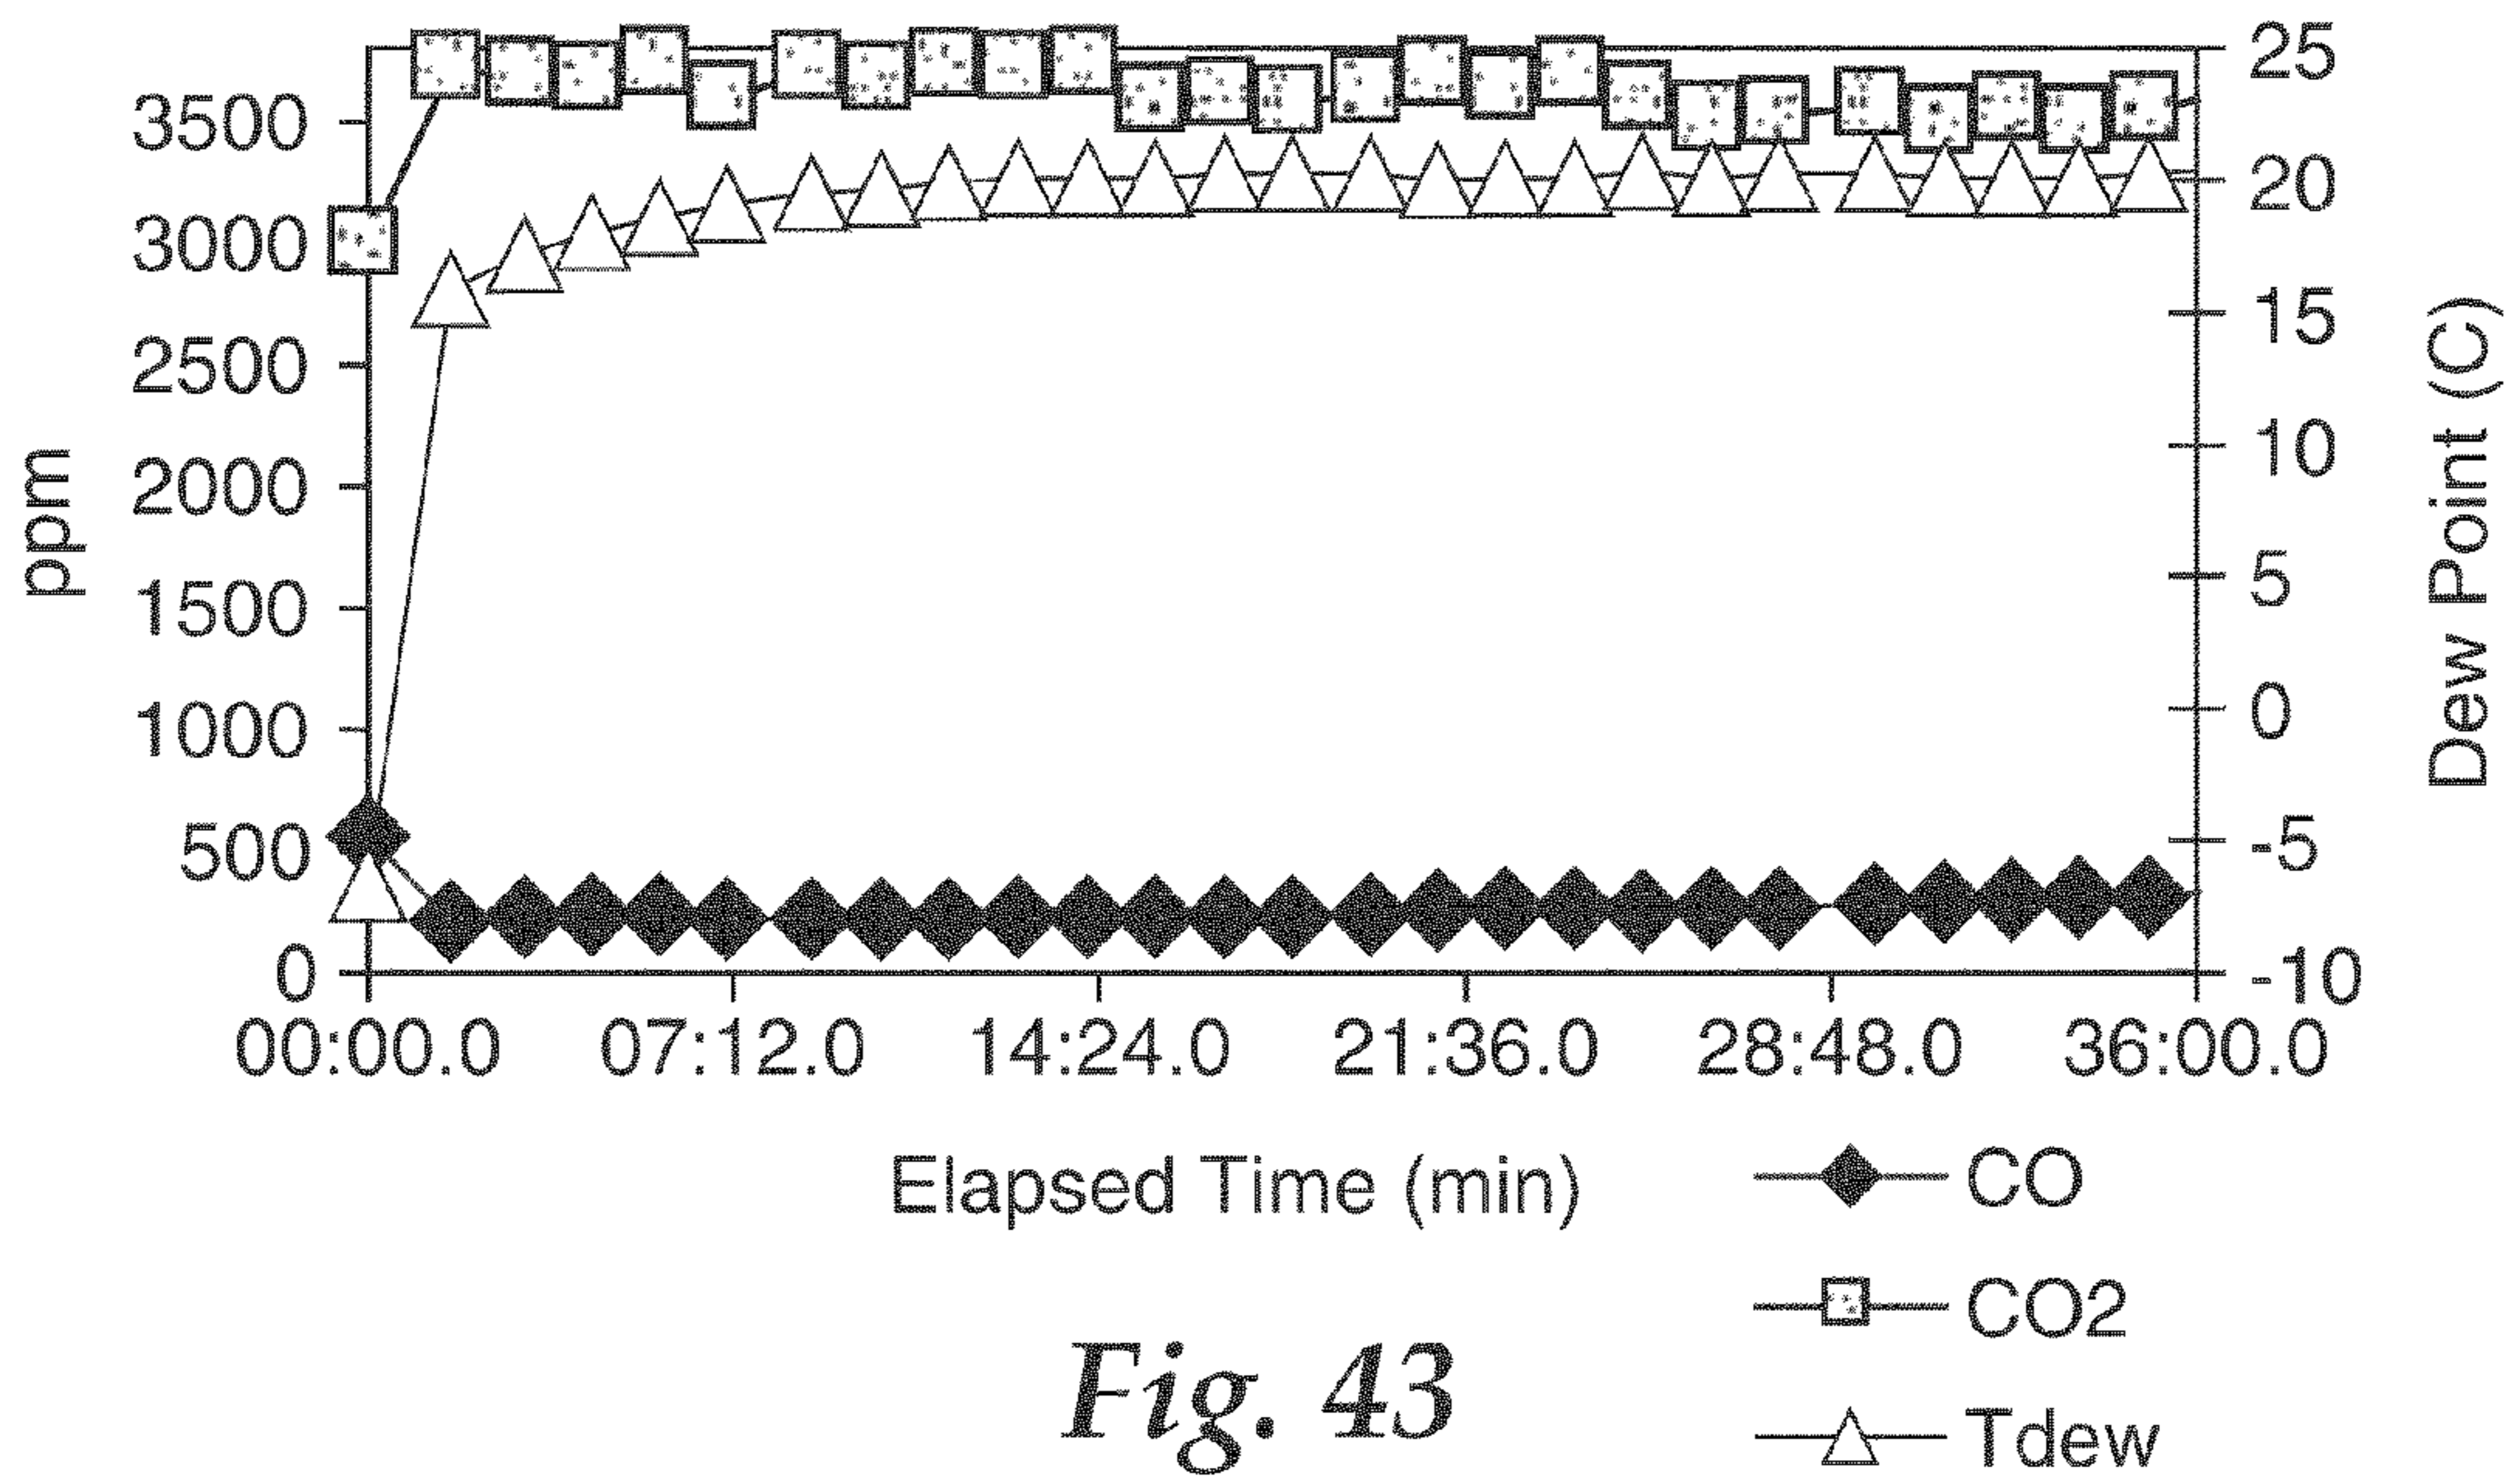 25
3500
20
3000
15
2500
10
2000
ppm
Dew Point (C)
5
1500
0
1000
-5
500
0
-10
00:00.0 07:12.0 14:24.0 21:36.0 28:48.0 36:00.0
Elapsed Time (min)
CO
CO2
Tdew
Fig. 43